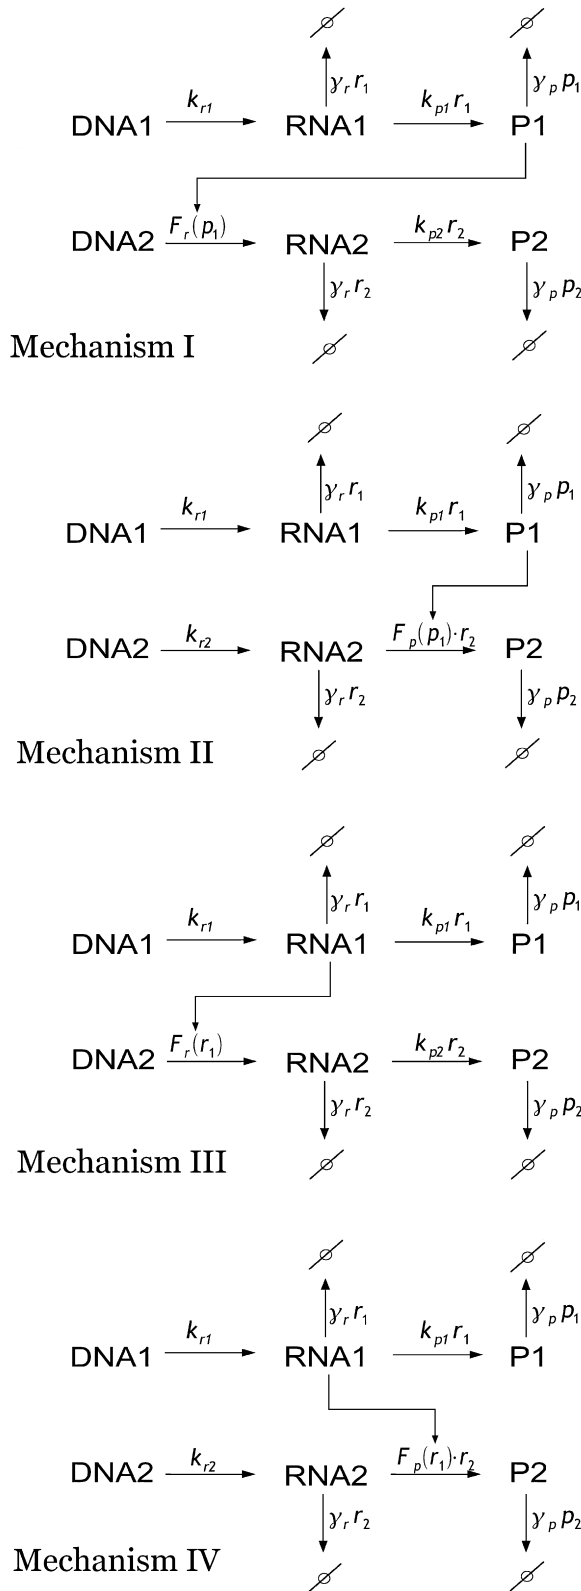 γᵣ r₁ γₚ p₁
kᵣ₁ kₚ₁ r₁
DNA1 RNA1 P1
Fᵣ(p₁) kₚ₂ r₂
DNA2 RNA2 P2
γᵣ r₂ γₚ p₂
Mechanism I
γᵣ r₁ γₚ p₁
kᵣ₁ kₚ₁ r₁
DNA1 RNA1 P1
kᵣ₂ Fₚ(p₁)·r₂
DNA2 RNA2 P2
γᵣ r₂ γₚ p₂
Mechanism II
γᵣ r₁ γₚ p₁
kᵣ₁ kₚ₁ r₁
DNA1 RNA1 P1
Fᵣ(r₁) kₚ₂ r₂
DNA2 RNA2 P2
γᵣ r₂ γₚ p₂
Mechanism III
γᵣ r₁ γₚ p₁
kᵣ₁ kₚ₁ r₁
DNA1 RNA1 P1
kᵣ₂ Fₚ(r₁)·r₂
DNA2 RNA2 P2
γᵣ r₂ γₚ p₂
Mechanism IV